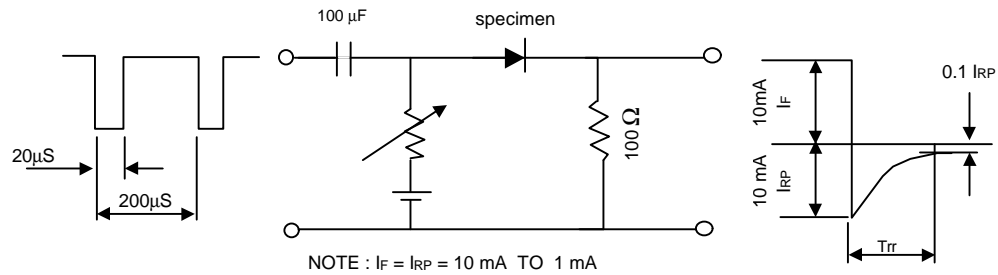 100 µF
specimen
20µS
200µS
100Ω
10mA
IF
10 mA
IRP
0.1 IRP
Trr
NOTE : IF = IRP = 10 mA TO 1 mA